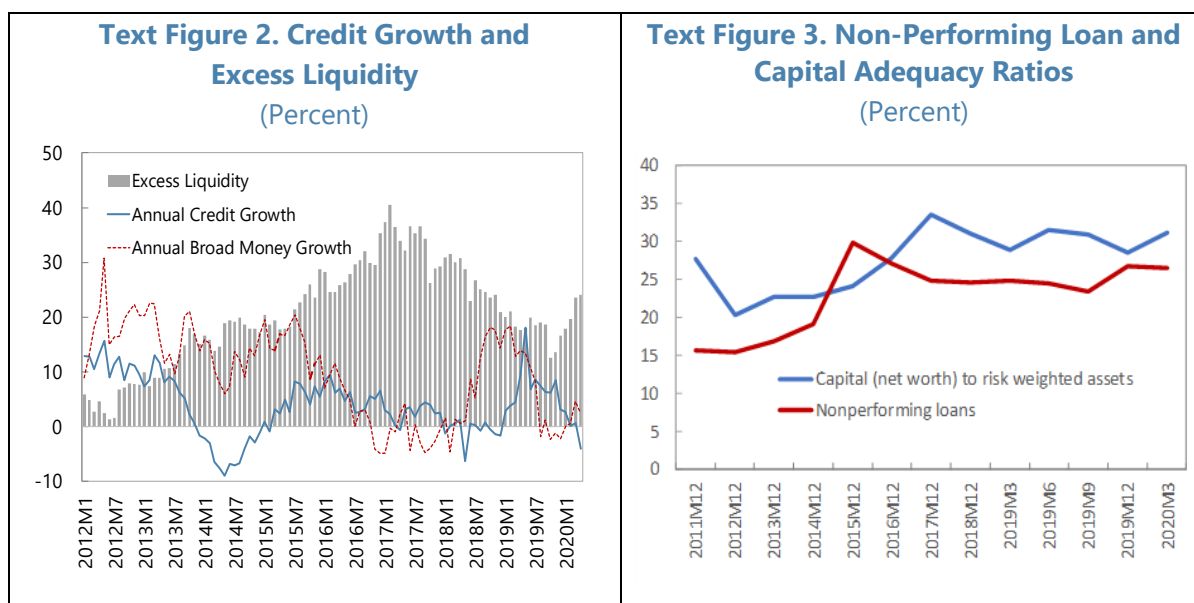 Text Figure 2. Credit Growth and
Excess Liquidity
(Percent)
50
40
30
20
10
0
-10
Excess Liquidity
Annual Credit Growth
Annual Broad Money Growth
2012M1
2012M7
2013M1
2013M7
2014M1
2014M7
2015M1
2015M7
2016M1
2016M7
2017M1
2017M7
2018M1
2018M7
2019M1
2019M7
2020M1
Text Figure 3. Non-Performing Loan and
Capital Adequacy Ratios
(Percent)
40
35
30
25
20
15
10
5
0
Capital (net worth) to risk weighted assets
Nonperforming loans
2011M12
2012M12
2013M12
2014M12
2015M12
2016M12
2017M12
2018M12
2019M3
2019M6
2019M9
2019M12
2020M3